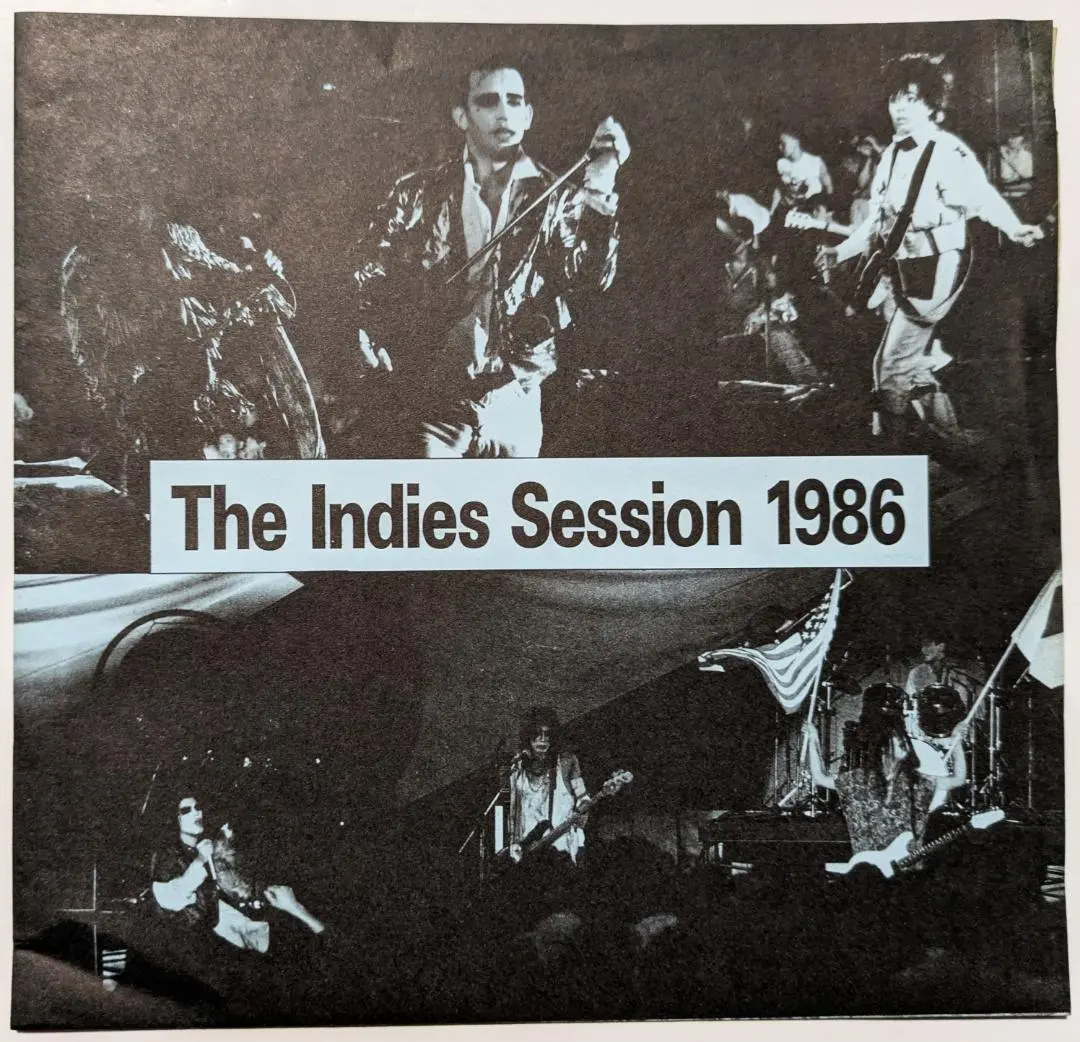 The Indies Session 1986